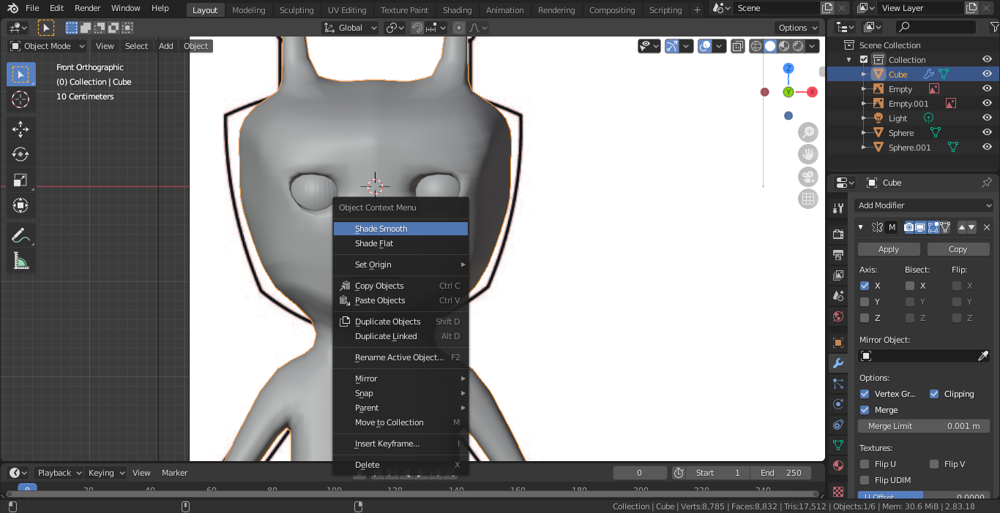 File Edit Render Window Help Layout Modeling Sculpting UV Editing Texture Paint Shading Animation Rendering Compositing Scripting + Scene View Layer
Global Options
Object Mode View Select Add Object
Front Orthographic
(0) Collection | Cube
10 Centimeters
Z
Y
X
Object Context Menu
Shade Smooth
Shade Flat
Set Origin
Copy Objects Ctrl C
Paste Objects Ctrl V
Duplicate Objects Shift D
Duplicate Linked Alt D
Rename Active Object... F2
Mirror
Snap
Parent
Move to Collection M
Insert Keyframe... I
Delete X
Scene Collection
Collection
Cube
Empty
Empty.001
Light
Sphere
Sphere.001
Cube
Add Modifier
M
Apply Copy
Axis: Bisect: Flip:
X X X
Y Y Y
Z Z Z
Mirror Object:
Options:
Vertex Gr... Clipping
Merge
Merge Limit 0.001 m
Textures:
Flip U Flip V
Flip UDIM
U Offset 0.0000
Playback Keying View Marker 0 Start 1 End 250
0 20 40 60 80 100 120 140 160 180 200 220 240
Collection | Cube | Verts:8,785 | Faces:8,832 | Tris:17,512 | Objects:1/6 | Mem: 30.6 MiB | 2.83.18